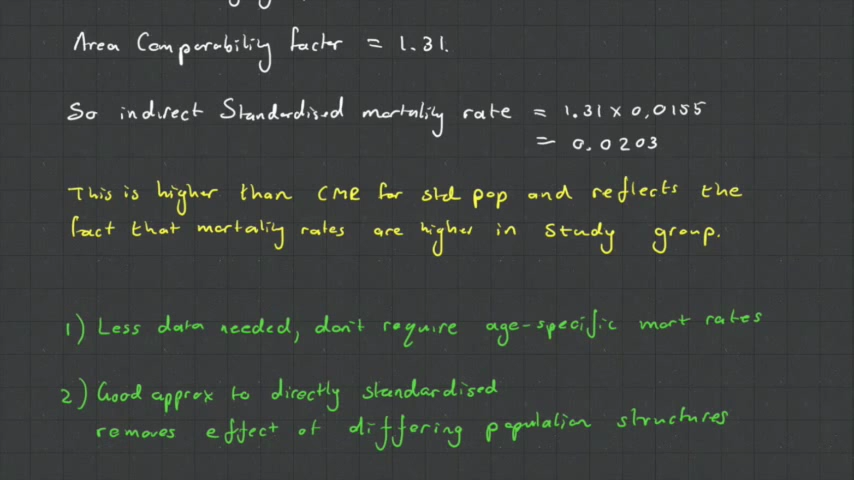 Area Comparability factor = 1.31.
So indirect Standardised mortality rate = 1.31 x 0.0155
= 0.0203
This is higher than CMR for std pop and reflects the
fact that mortality rates are higher in study group.
1) Less data needed, don't require age-specific mort rates
2) Good approx to directly standardised
removes effect of differing population structures